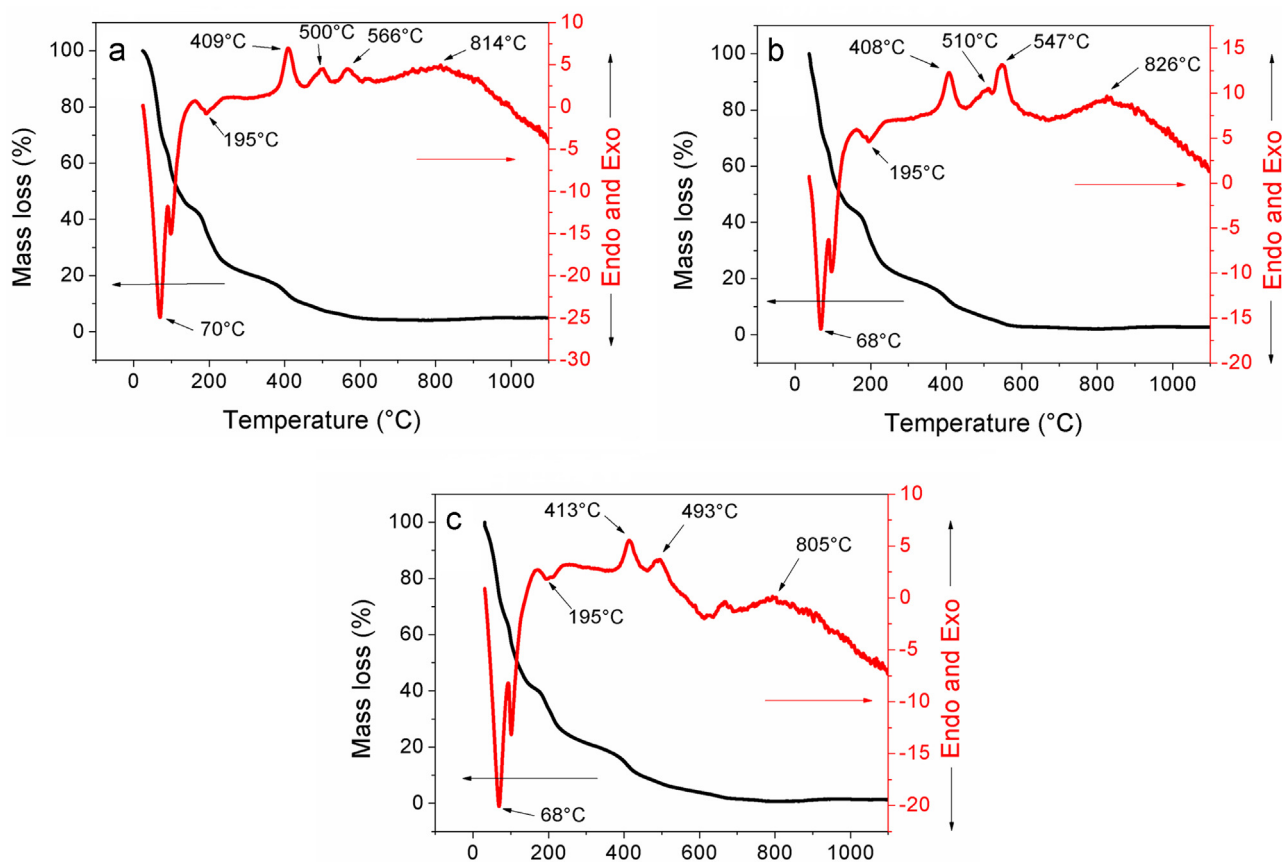 a
409°C
500°C
566°C
814°C
195°C
70°C
100
80
60
40
20
0
Mass loss (%)
10
5
0
-5
-10
-15
-20
-25
-30
Endo and Exo
0
200
400
600
800
1000
Temperature (°C)
b
408°C
510°C
547°C
826°C
195°C
68°C
100
80
60
40
20
0
Mass loss (%)
15
10
5
0
-5
-10
-15
-20
Endo and Exo
0
200
400
600
800
1000
Temperature (°C)
c
413°C
493°C
805°C
195°C
68°C
100
80
60
40
20
0
Mass loss (%)
10
5
0
-5
-10
-15
-20
Endo and Exo
0
200
400
600
800
1000